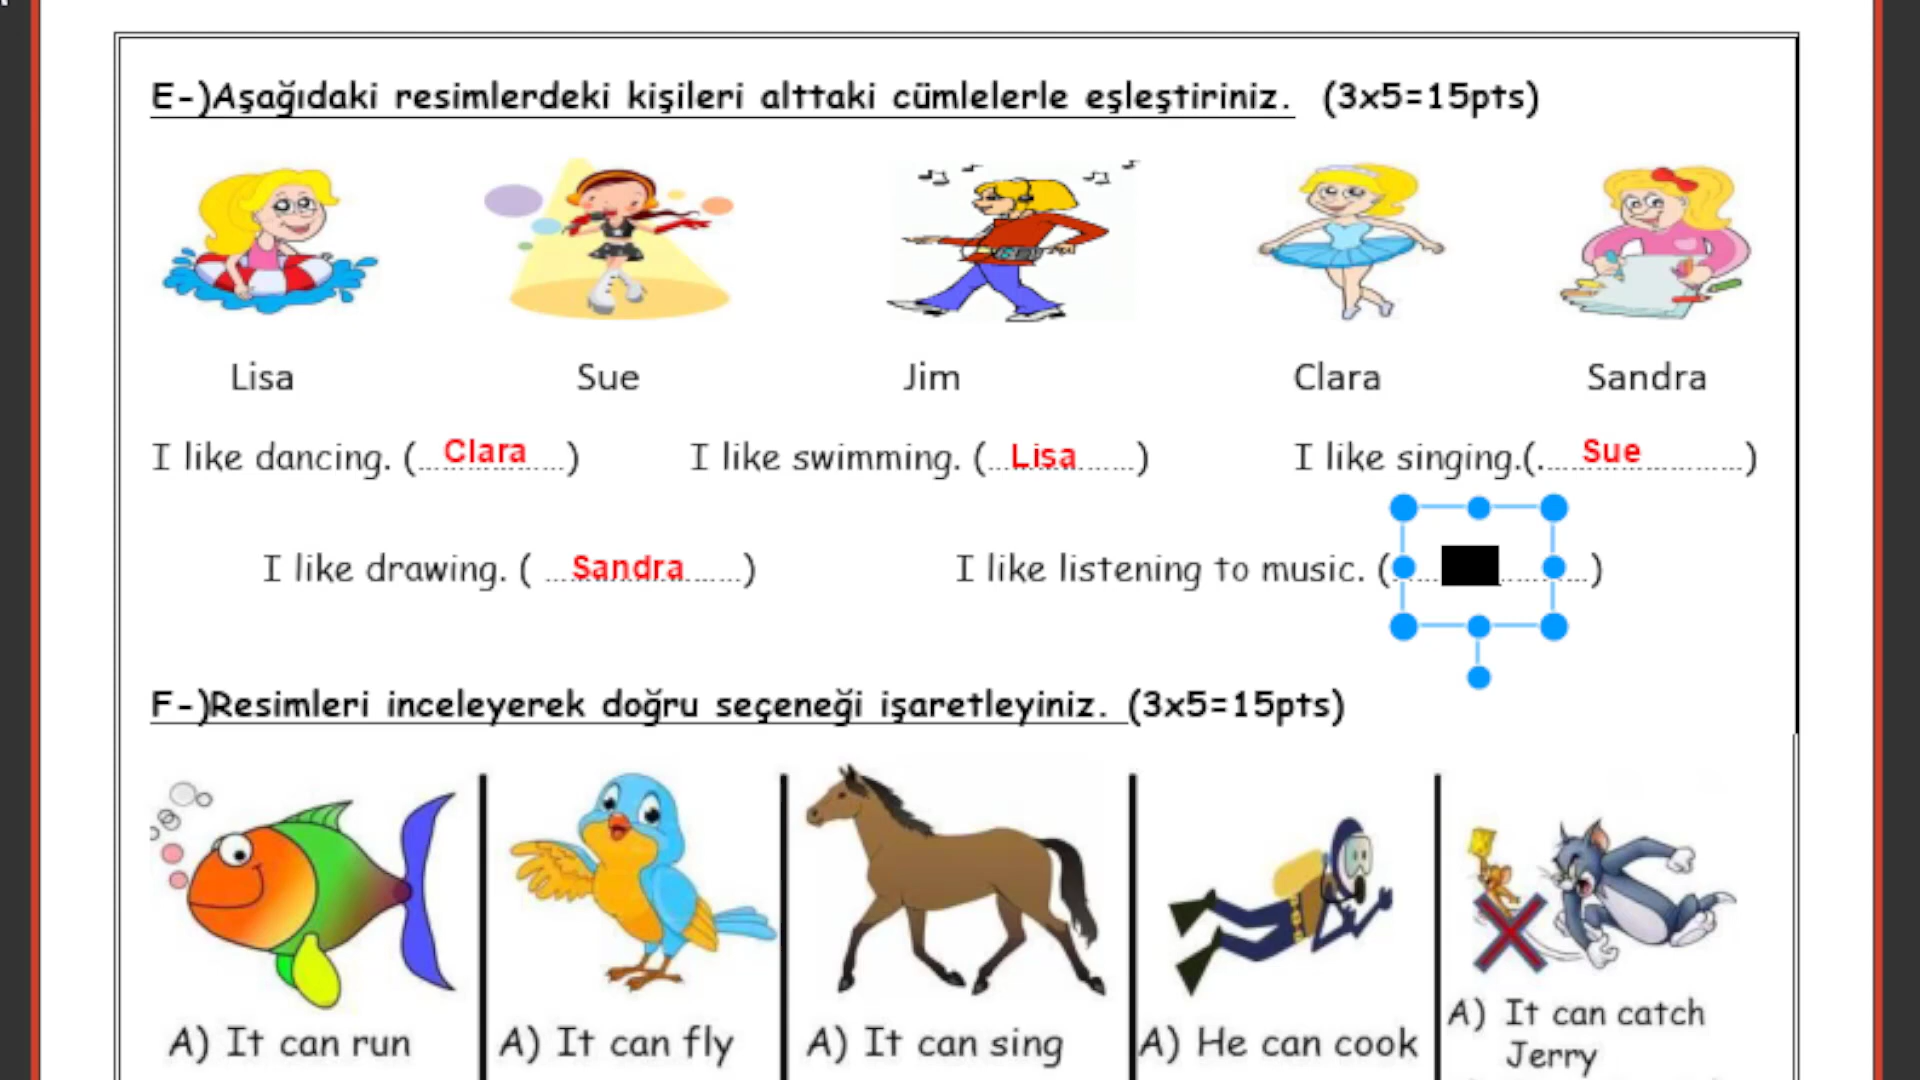 E-)Aşağıdaki resimlerdeki kişileri alttaki cümlelerle eşleştiriniz. (3x5=15pts)
Lisa Sue Jim Clara Sandra
I like dancing. (...Clara...) I like swimming. (...Lisa...) I like singing.(...Sue...)
I like drawing. ( ...Sandra...) I like listening to music. (......)
F-)Resimleri inceleyerek doğru seçeneği işaretleyiniz. (3x5=15pts)
A) It can run A) It can fly A) It can sing A) He can cook A) It can catch
Jerry